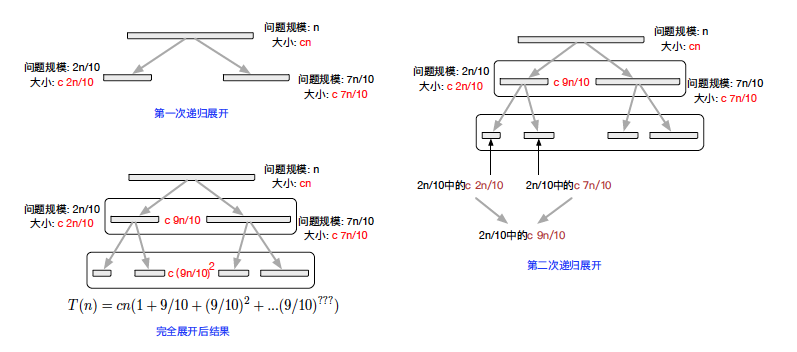 问题规模: n
大小: cn
问题规模: 2n/10
大小: c 2n/10
问题规模: 7n/10
大小: c 7n/10
第一次递归展开
问题规模: n
大小: cn
问题规模: 2n/10
大小: c 2n/10
c 9n/10
问题规模: 7n/10
大小: c 7n/10
2n/10中的c 2n/10
2n/10中的c 7n/10
2n/10中的c 9n/10
第二次递归展开
问题规模: n
大小: cn
问题规模: 2n/10
大小: c 2n/10
c 9n/10
问题规模: 7n/10
大小: c 7n/10
c (9n/10)²
T(n) = cn(1 + 9/10 + (9/10)² + ...(9/10)^???)
完全展开后结果